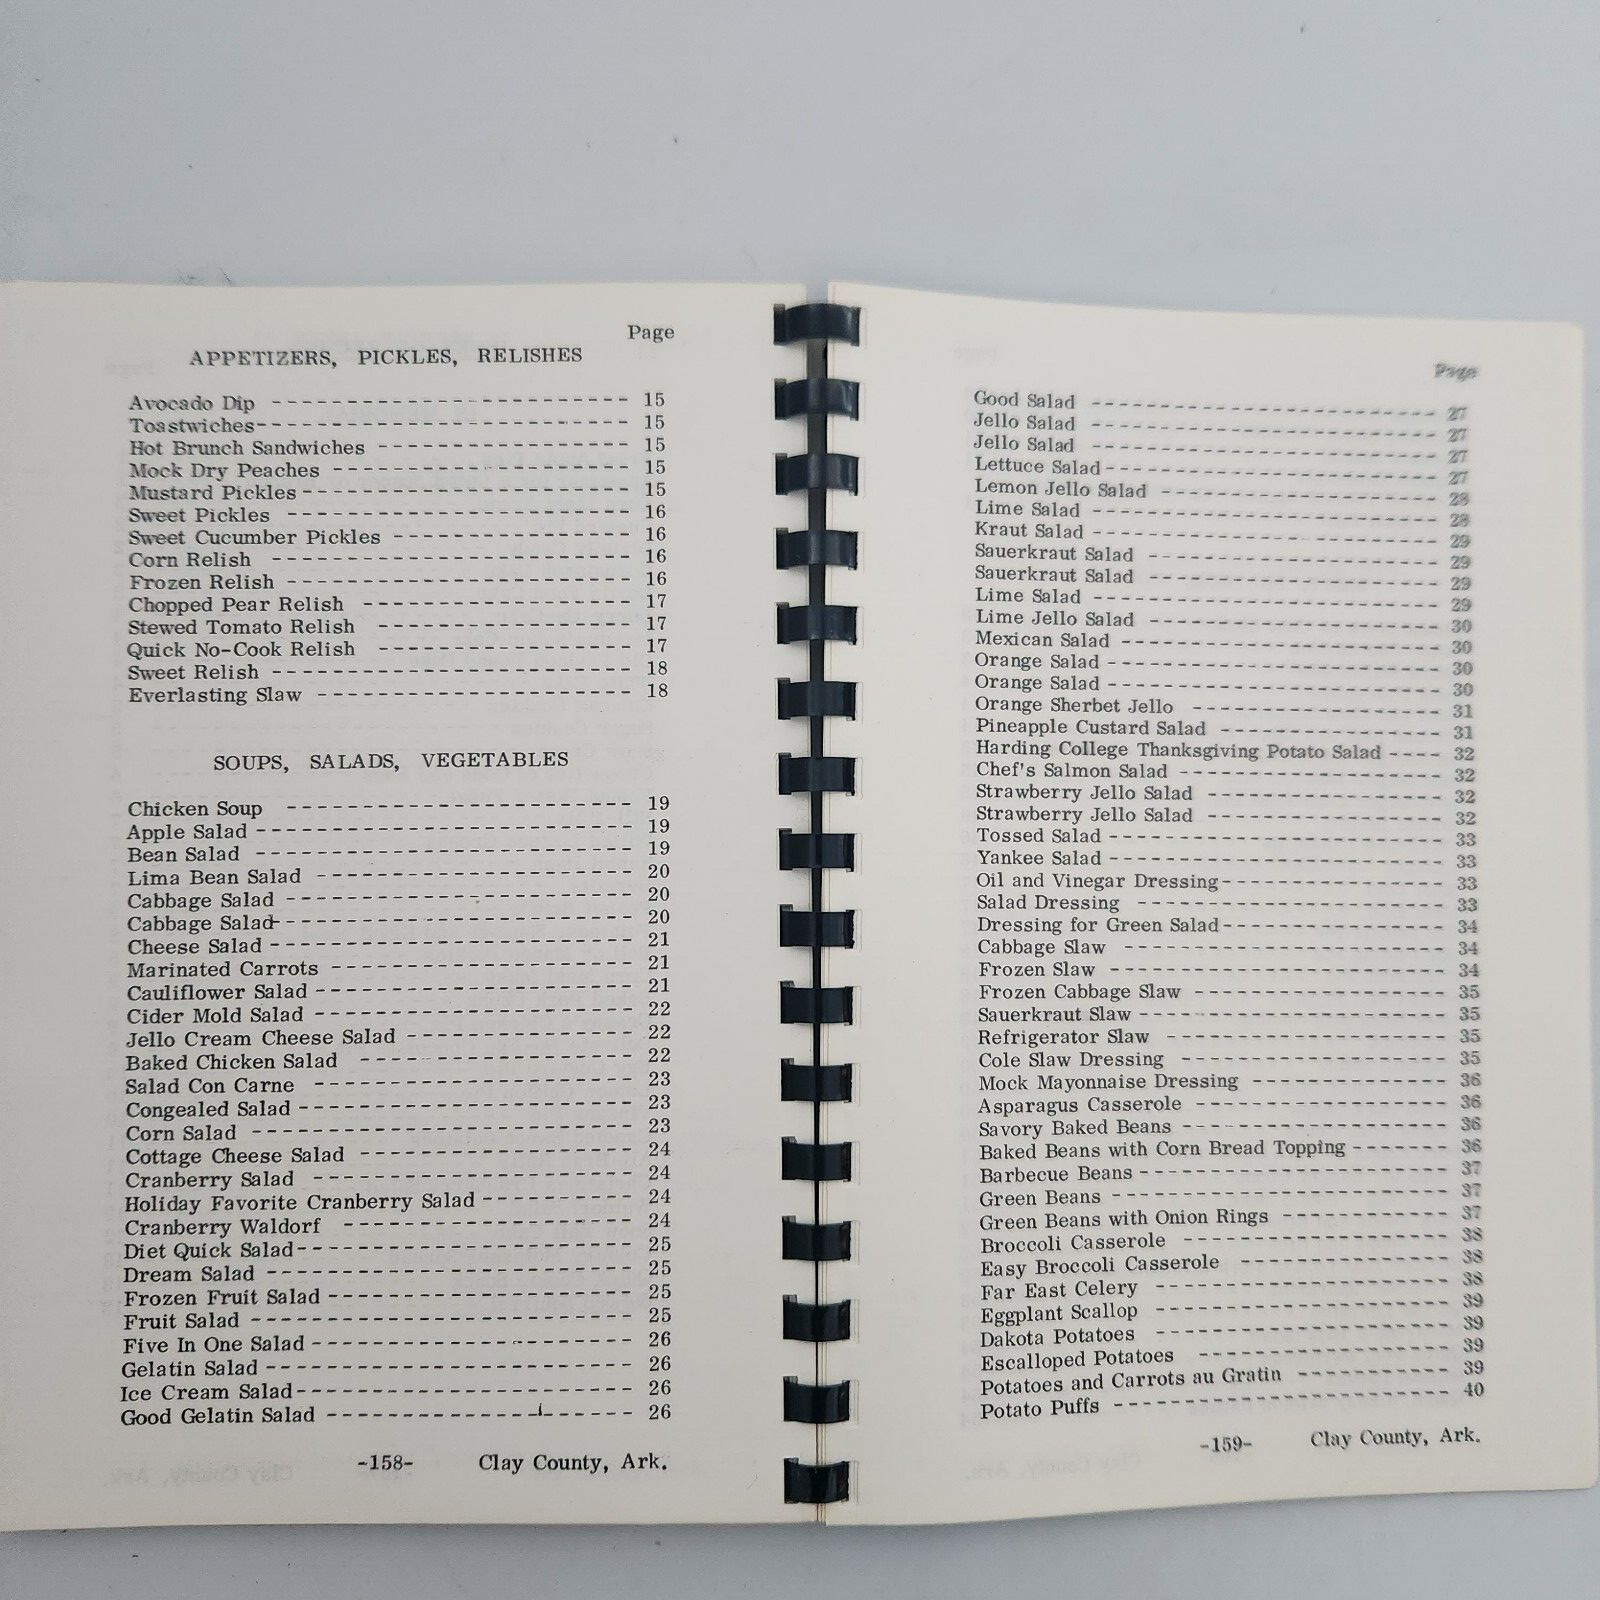 Page
APPETIZERS, PICKLES, RELISHES
Avocado Dip ------------------------- 15
Toastwiches-------------------------- 15
Hot Brunch Sandwiches ------------------ 15
Mock Dry Peaches --------------------- 15
Mustard Pickles----------------------- 15
Sweet Pickles ------------------------ 16
Sweet Cucumber Pickles ----------------- 16
Corn Relish ------------------------- 16
Frozen Relish ------------------------ 16
Chopped Pear Relish ------------------- 17
Stewed Tomato Relish ------------------ 17
Quick No-Cook Relish ------------------ 17
Sweet Relish -------------------------- 18
Everlasting Slaw ---------------------- 18
SOUPS, SALADS, VEGETABLES
Chicken Soup ------------------------ 19
Apple Salad -------------------------- 19
Bean Salad -------------------------- 19
Lima Bean Salad ---------------------- 20
Cabbage Salad ------------------------ 20
Cabbage Salad------------------------- 20
Cheese Salad ------------------------- 21
Marinated Carrots --------------------- 21
Cauliflower Salad ---------------------- 21
Cider Mold Salad ---------------------- 22
Jello Cream Cheese Salad ---------------- 22
Baked Chicken Salad ------------------- 22
Salad Con Carne ---------------------- 23
Congealed Salad ----------------------- 23
Corn Salad -------------------------- 23
Cottage Cheese Salad ------------------- 24
Cranberry Salad ---------------------- 24
Holiday Favorite Cranberry Salad ----------- 24
Cranberry Waldorf -------------------- 24
Diet Quick Salad------------------------ 25
Dream Salad ------------------------- 25
Frozen Fruit Salad ---------------------- 25
Fruit Salad --------------------------- 25
Five In One Salad ----------------------- 26
Gelatin Salad -------------------------- 26
Ice Cream Salad------------------------ 26
Good Gelatin Salad ---------------------- 26
-158- Clay County, Ark.
Page
Good Salad ------------------------ 27
Jello Salad ------------------------ 27
Jello Salad ------------------------ 27
Lettuce Salad----------------------- 27
Lemon Jello Salad ------------------- 28
Lime Salad ------------------------ 28
Kraut Salad ------------------------ 29
Sauerkraut Salad -------------------- 29
Sauerkraut Salad -------------------- 29
Lime Salad ------------------------ 29
Lime Jello Salad -------------------- 30
Mexican Salad ---------------------- 30
Orange Salad ----------------------- 30
Orange Salad ----------------------- 30
Orange Sherbet Jello ----------------- 31
Pineapple Custard Salad ---------------- 31
Harding College Thanksgiving Potato Salad ---- 32
Chef's Salmon Salad ------------------ 32
Strawberry Jello Salad ---------------- 32
Strawberry Jello Salad ---------------- 32
Tossed Salad----------------------- 33
Yankee Salad ----------------------- 33
Oil and Vinegar Dressing---------------- 33
Salad Dressing --------------------- 33
Dressing for Green Salad---------------- 34
Cabbage Slaw ---------------------- 34
Frozen Slaw ----------------------- 34
Frozen Cabbage Slaw ------------------ 35
Sauerkraut Slaw --------------------- 35
Refrigerator Slaw ------------------- 35
Cole Slaw Dressing ------------------ 35
Mock Mayonnaise Dressing -------------- 36
Asparagus Casserole ------------------ 36
Savory Baked Beans ------------------- 36
Baked Beans with Corn Bread Topping------- 36
Barbecue Beans --------------------- 37
Green Beans ----------------------- 37
Green Beans with Onion Rings ----------- 37
Broccoli Casserole ------------------- 38
Easy Broccoli Casserole -------------- 38
Far East Celery -------------------- 38
Eggplant Scallop -------------------- 39
Dakota Potatoes -------------------- 39
Escalloped Potatoes ----------------- 39
Potatoes and Carrots au Gratin ---------- 39
Potato Puffs ----------------------- 40
-159- Clay County, Ark.